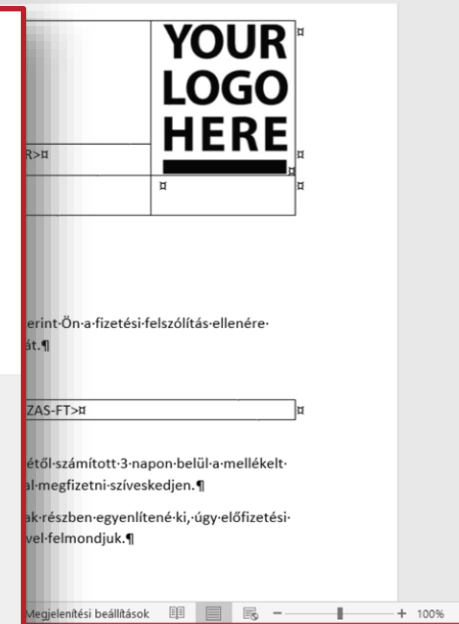 YOUR¤
LOGO
HERE
R>¤ ¤
¤
¤ ¤
erint·Ön·a·fizetési·felszólítás·ellenére·
át.¶
ZAS-FT>¤ ¤
étől·számított·3·napon·belül·a·mellékelt·
al·megfizetni·szíveskedjen.¶
ak·részben·egyenlítené·ki,·úgy·előfizetési·
vel·felmondjuk.¶
Megjelenítési beállítások − + 100%